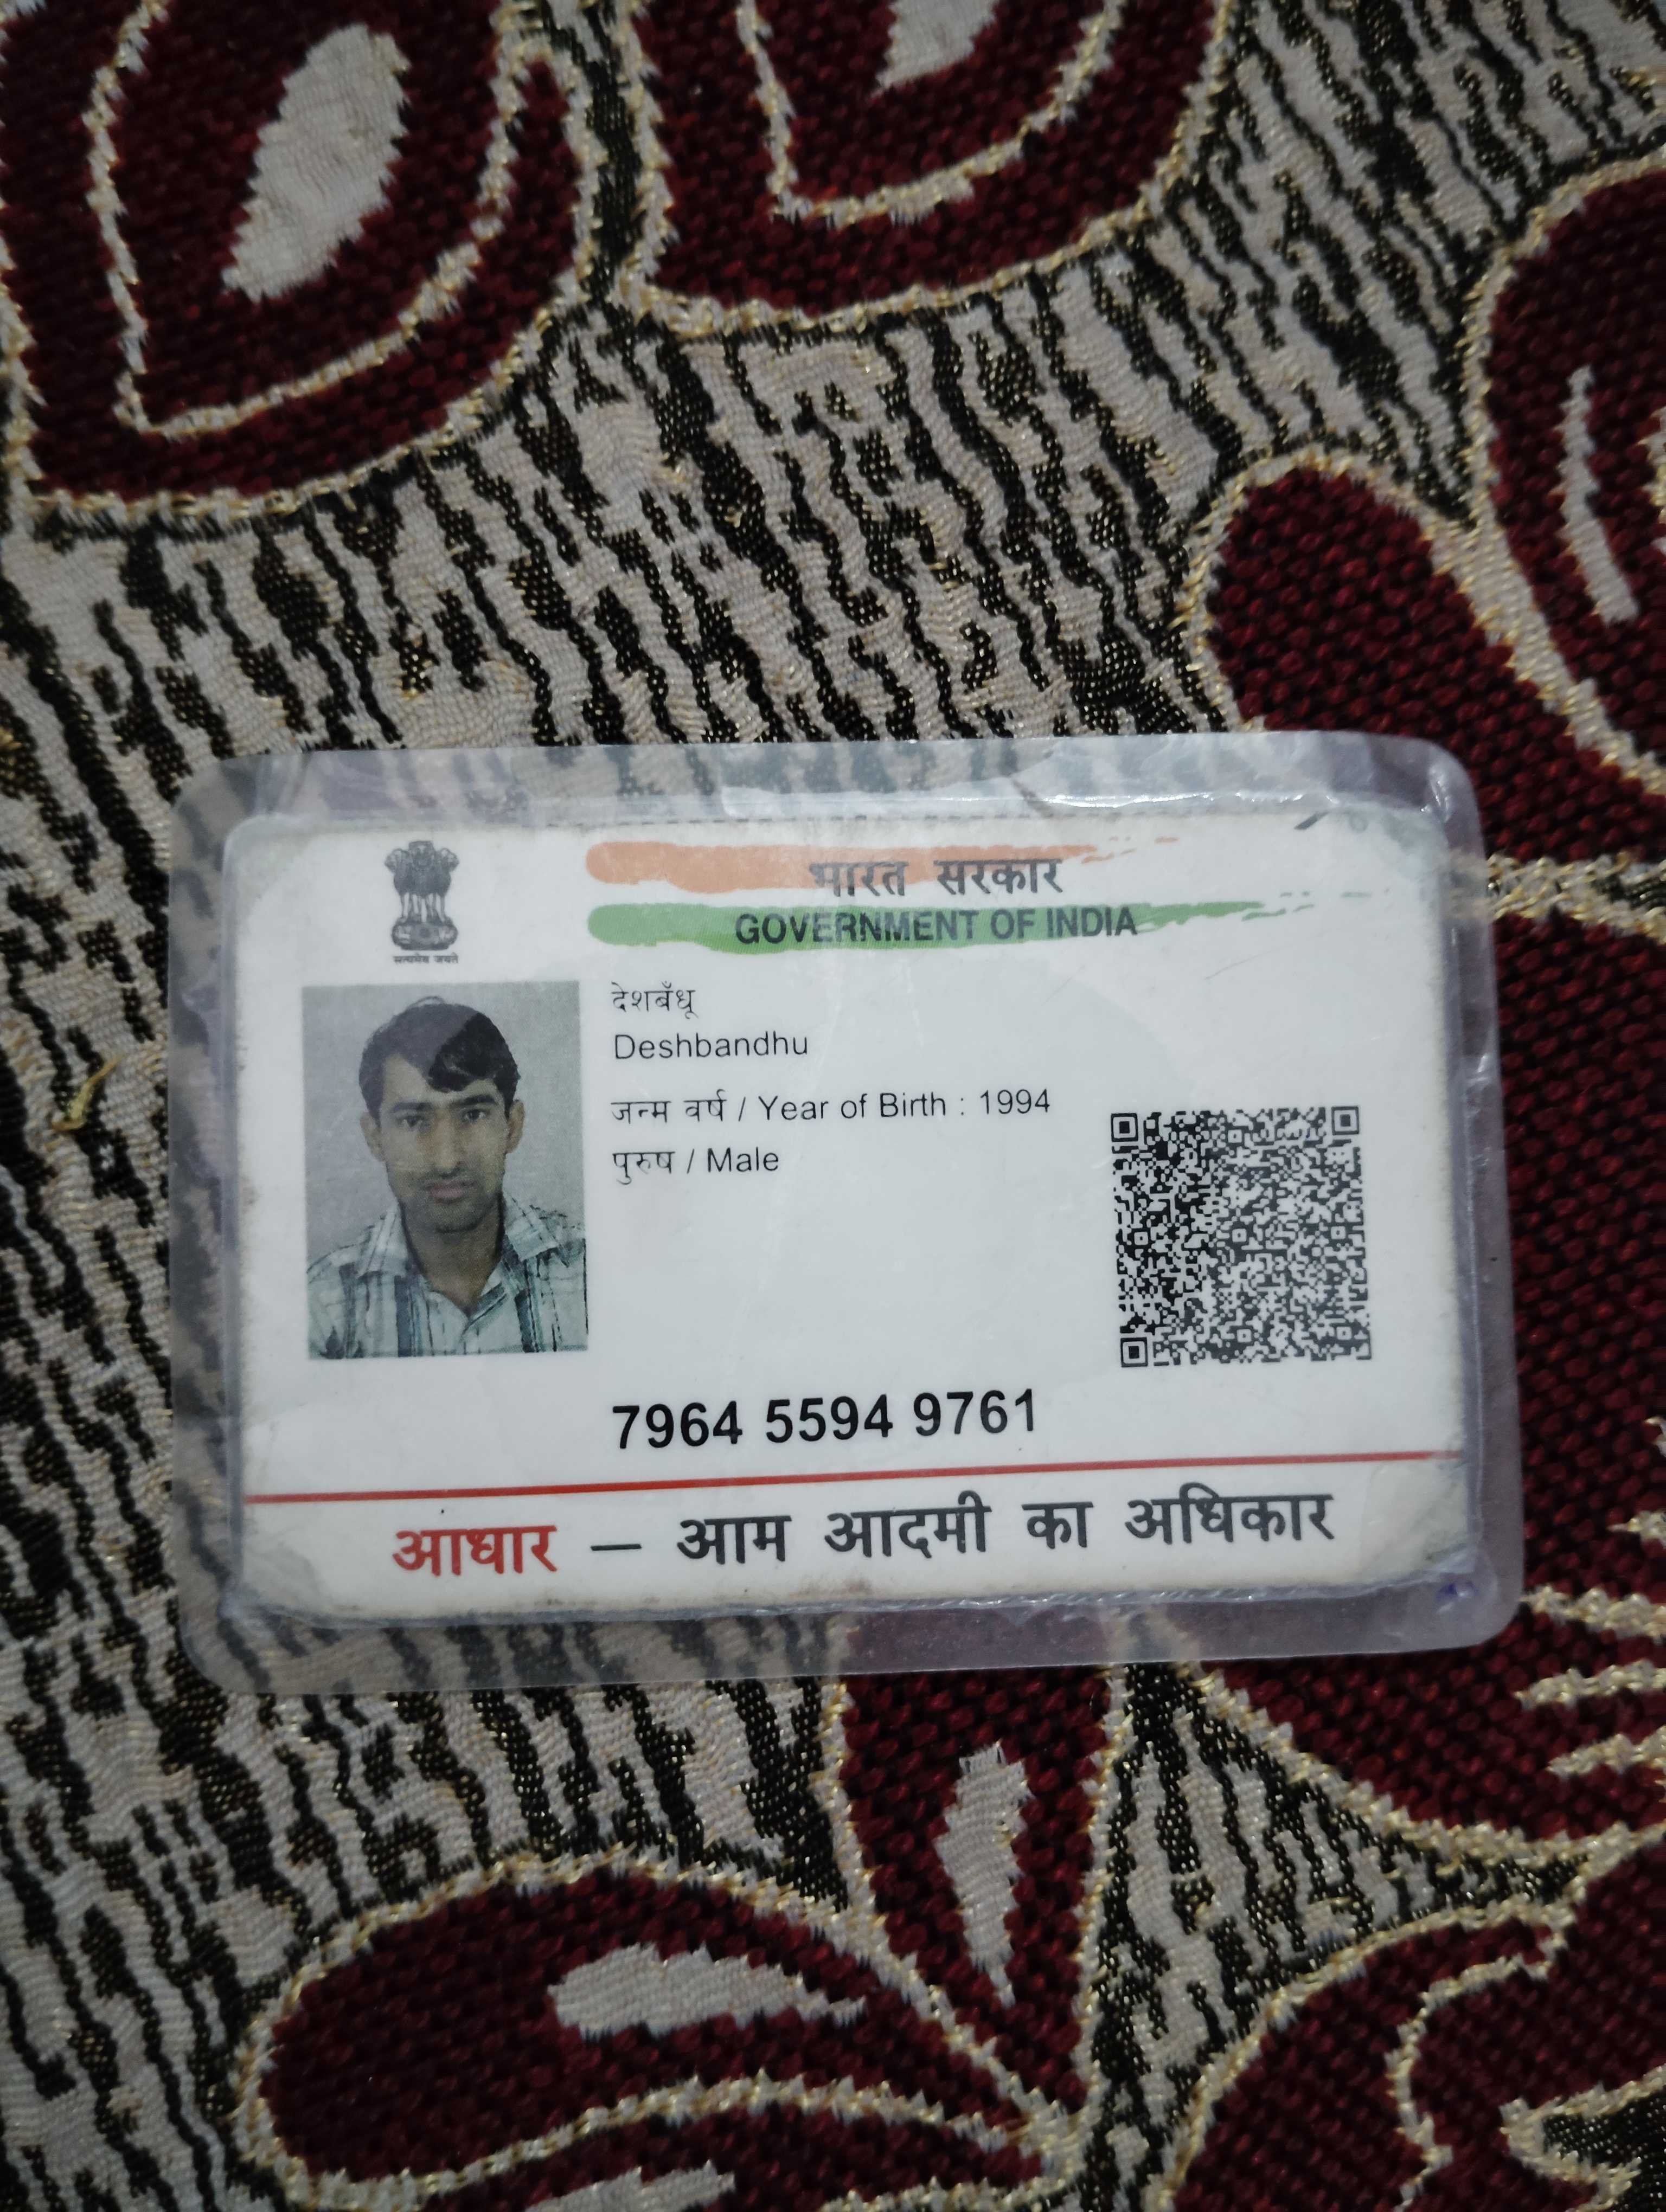 सत्यमेव जयते
भारत सरकार
GOVERNMENT OF INDIA
देशबँधू
Deshbandhu
जन्म वर्ष / Year of Birth : 1994
पुरुष / Male
7964 5594 9761
आधार – आम आदमी का अधिकार